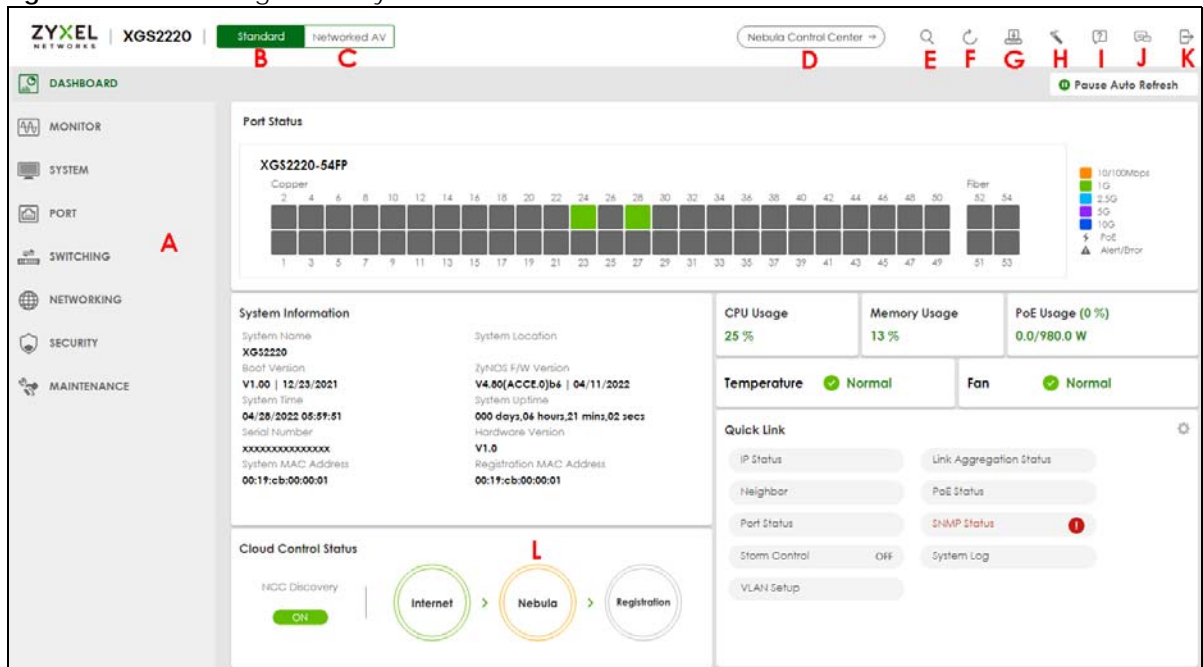 ZYXEL NETWORKS | XGS2220 | Standard Networked AV Nebula Control Center →
B C D E F G H I J K
DASHBOARD
Pause Auto Refresh
MONITOR
SYSTEM
PORT
A
SWITCHING
NETWORKING
SECURITY
MAINTENANCE
Port Status
XGS2220-54FP
Copper Fiber
2 4 6 8 10 12 14 16 18 20 22 24 26 28 30 32 34 36 38 40 42 44 46 48 50 52 54
1 3 5 7 9 11 13 15 17 19 21 23 25 27 29 31 33 35 37 39 41 43 45 47 49 51 53
10/100Mbps
1G
2.5G
5G
10G
PoE
Alert/Error
System Information
System Name System Location
XGS2220
Boot Version ZyNOS F/W Version
V1.00 | 12/23/2021 V4.80(ACCE.0)b6 | 04/11/2022
System Time System Uptime
04/28/2022 05:59:51 000 days,06 hours,21 mins,02 secs
Serial Number Hardware Version
xxxxxxxxxxxxxxx V1.0
System MAC Address Registration MAC Address
00:19:cb:00:00:01 00:19:cb:00:00:01
CPU Usage Memory Usage PoE Usage (0 %)
25 % 13 % 0.0/980.0 W
Temperature Normal Fan Normal
Quick Link
IP Status Link Aggregation Status
Neighbor PoE Status
Port Status SNMP Status
Storm Control OFF System Log
VLAN Setup
Cloud Control Status
L
NCC Discovery
ON
Internet > Nebula > Registration